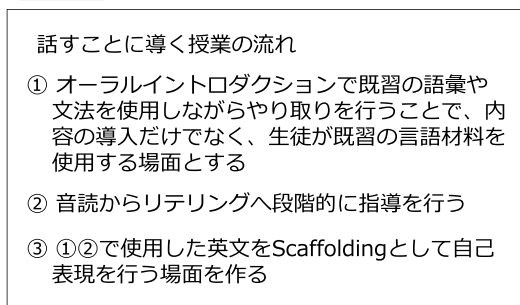 話すことに導く授業の流れ
① オーラルイントロダクションで既習の語彙や
文法を使用しながらやり取りを行うことで、内
容の導入だけでなく、生徒が既習の言語材料を
使用する場面とする
② 音読からリテリングへ段階的に指導を行う
③ ①②で使用した英文をScaffoldingとして自己
表現を行う場面を作る